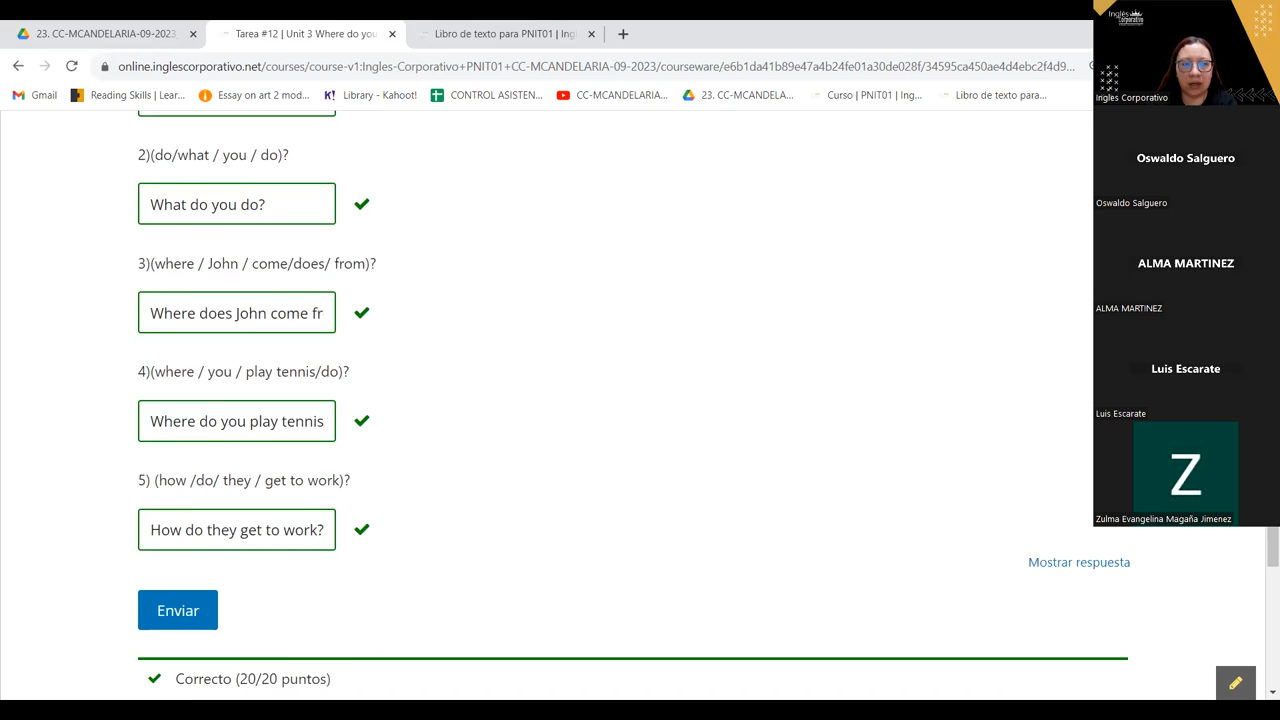 23. CC-MCANDELARIA-09-2023_
Tarea #12 | Unit 3 Where do you
Libro de texto para PNIT01 | Ing
online.inglescorporativo.net/courses/course-v1:Ingles-Corporativo+PNIT01+CC-MCANDELARIA-09-2023/courseware/e6b1da41b89e47a4b24fe01a30de028f/34595ca450ae4d4ebc2f4d9...
Gmail
Reading Skills | Lear...
Essay on art 2 mod...
Library - Kahoot!
CONTROL ASISTEN...
CC-MCANDELARIA...
23. CC-MCANDELA...
Curso | PNIT01 | Ing...
Libro de texto para...
2)(do/what / you / do)?
What do you do?
3)(where / John / come/does/ from)?
Where does John come fr
4)(where / you / play tennis/do)?
Where do you play tennis
5) (how /do/ they / get to work)?
How do they get to work?
Mostrar respuesta
Enviar
Correcto (20/20 puntos)
Inglés
Corporativo
Ingles Corporativo
Oswaldo Salguero
Oswaldo Salguero
ALMA MARTINEZ
ALMA MARTINEZ
Luis Escarate
Luis Escarate
Z
Zulma Evangelina Magaña Jimenez